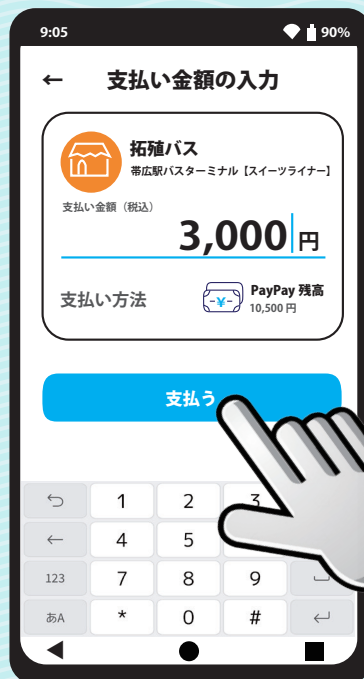 9:05 90%
← 支払い金額の入力
拓殖バス
帯広駅バスターミナル【スイーツライナー】
支払い金額（税込）
3,000円
支払い方法 PayPay 残高
10,500 円
支払う
1 2 3
← 4 5
123 7 8 9
あA * 0 #